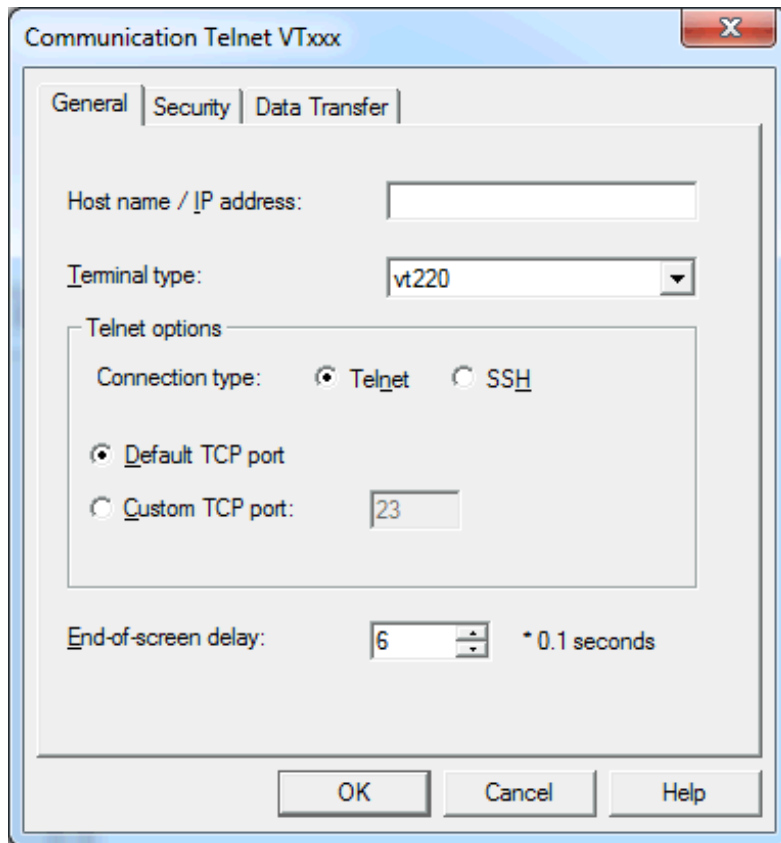 Communication Telnet VTxxx
General Security Data Transfer
Host name / IP address:
Terminal type: vt220
Telnet options
Connection type: Telnet SSH
Default TCP port
Custom TCP port: 23
End-of-screen delay: 6 * 0.1 seconds
OK Cancel Help